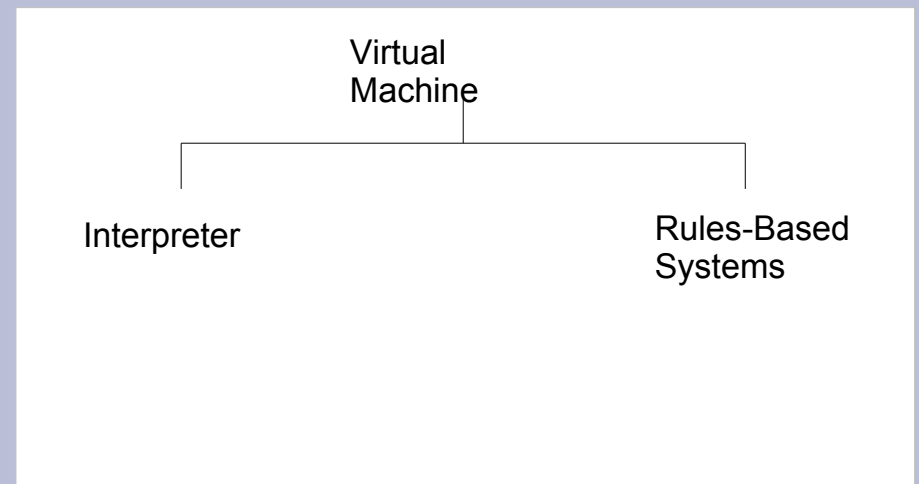 Virtual
Machine
Interpreter
Rules-Based
Systems